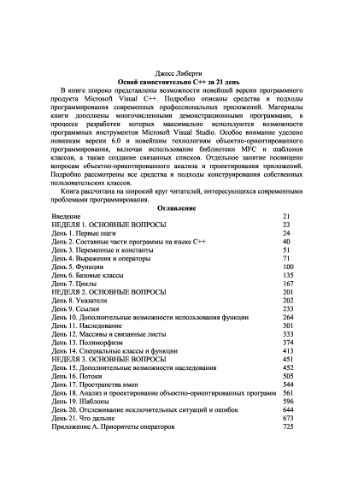 Джесс Либерти
Освой самостоятельно C++ за 21 день
В книге широко представлены возможности новейшей версии программного
продукта Microsoft Visual C++. Подробно описаны средства и подходы
программирования современных профессиональных приложений. Материалы
книги дополнены многочисленными демонстрационными программами, в
процессе разработки которых максимально используются возможности
программных инструментов Microsoft Visual Studio. Особое внимание уделено
новинкам версии 6.0 и новейшим технологиям объектно-ориентированного
программирования, включая использование библиотеки MFC и шаблонов
классов, а также создание связанных списков. Отдельное занятие посвящено
вопросам объектно-ориентированного анализа и проектирования приложений.
Подробно рассмотрены все средства и подходы конструирования собственных
пользовательских классов.
Книга рассчитана на широкий круг читателей, интересующихся современными
проблемами программирования.
Оглавление
Введение 21
НЕДЕЛЯ 1. ОСНОВНЫЕ ВОПРОСЫ 23
День 1. Первые шаги 24
День 2. Составные части программы на языке C++ 40
День 3. Переменные и константы 51
День 4. Выражения и операторы 71
День 5. Функции 100
День 6. Базовые классы 135
День 7. Циклы 167
НЕДЕЛЯ 2. ОСНОВНЫЕ ВОПРОСЫ 201
День 8. Указатели 202
День 9. Ссылки 233
День 10. Дополнительные возможности использования функции 264
День 11. Наследование 301
День 12. Массивы и связанные листы 333
День 13. Полиморфизм 374
День 14. Специальные классы и функции 413
НЕДЕЛЯ 3. ОСНОВНЫЕ ВОПРОСЫ 451
День 15. Дополнительные возможности наследования 452
День 16. Потоки 505
День 17. Пространства имен 544
День 18. Анализ и проектирование объектно-ориентированных программ 561
День 19. Шаблоны 596
День 20. Отслеживание исключительных ситуаций и ошибок 644
День 21. Что дальше 673
Приложение A. Приоритеты операторов 725